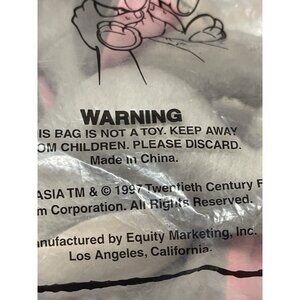 WARNING
IS BAG IS NOT A TOY. KEEP AWAY
OM CHILDREN. PLEASE DISCARD.
Made in China.
ASIA TM & © 1997 Twentieth Century F
m Corporation. All Rights Reserved.
anufactured by Equity Marketing, Inc.
Los Angeles, California.